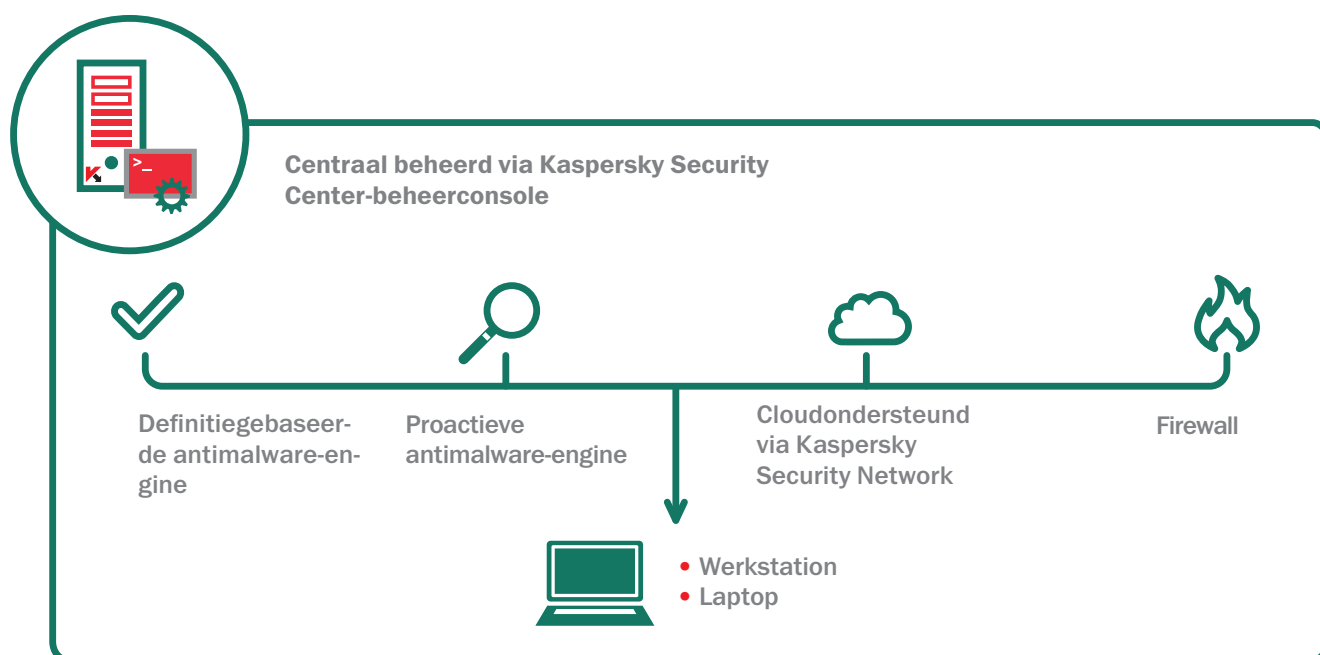 >_
Centraal beheerd via Kaspersky Security
Center-beheerconsole
Definitiegebaseer-
de antimalware-en-
gine
Proactieve
antimalware-engine
Cloudondersteund
via Kaspersky
Security Network
Firewall
• Werkstation
• Laptop